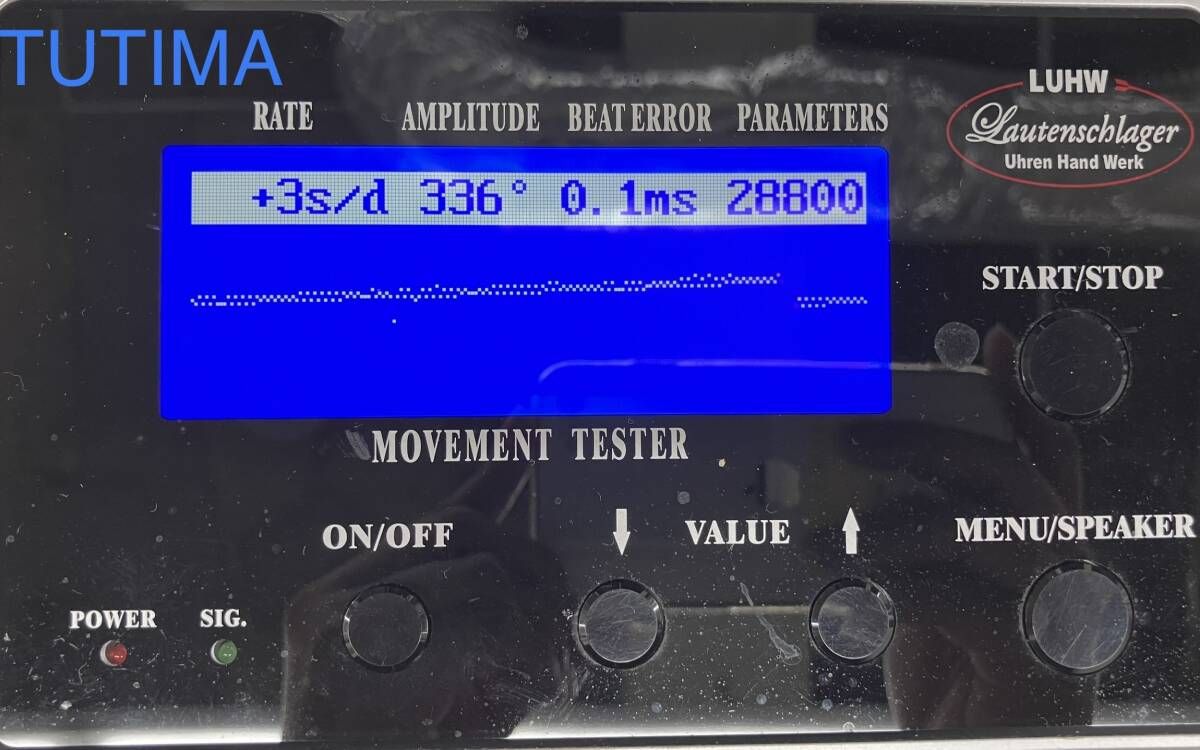 TUTIMA
RATE AMPLITUDE BEAT ERROR PARAMETERS
LUHW
Lautenschlager
Uhren Hand Werk
+3s/d 336° 0.1ms 28800
START/STOP
MOVEMENT TESTER
ON/OFF VALUE MENU/SPEAKER
POWER SIG.